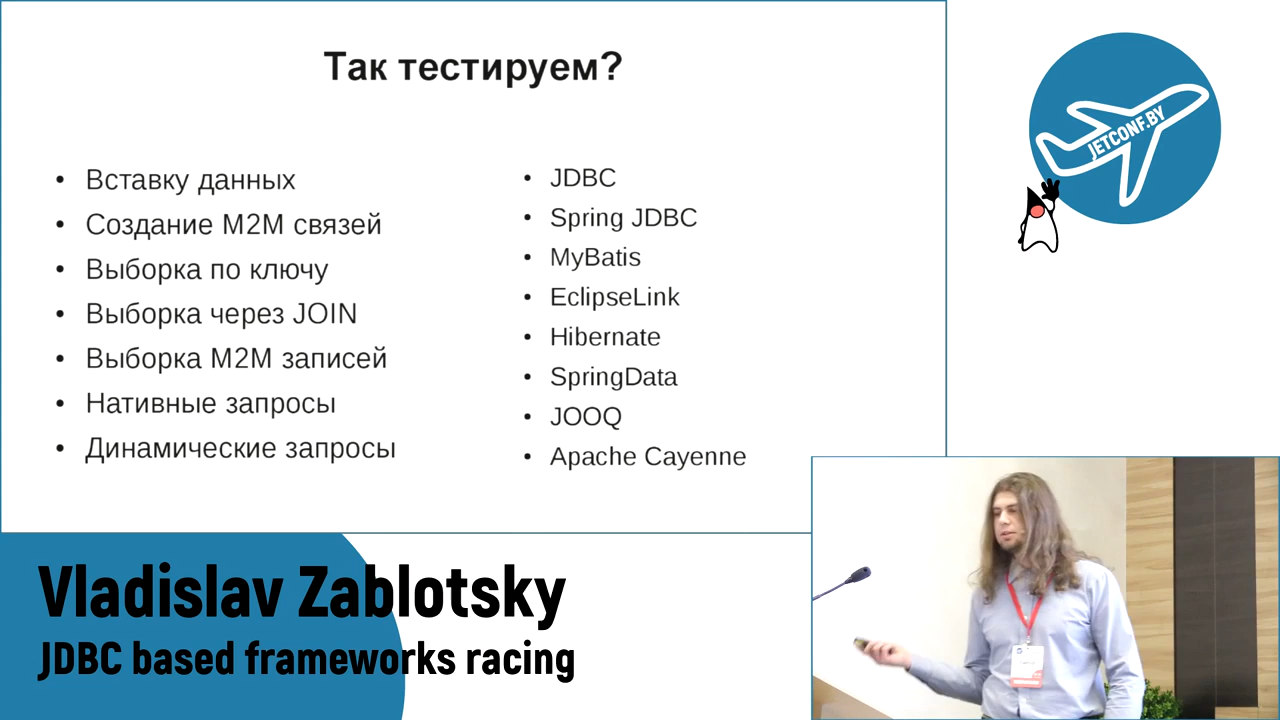 Так тестируем?
Вставку данных
Создание M2M связей
Выборка по ключу
Выборка через JOIN
Выборка M2M записей
Нативные запросы
Динамические запросы
JDBC
Spring JDBC
MyBatis
EclipseLink
Hibernate
SpringData
JOOQ
Apache Cayenne
JETCONF.BY
Vladislav Zablotsky
JDBC based frameworks racing